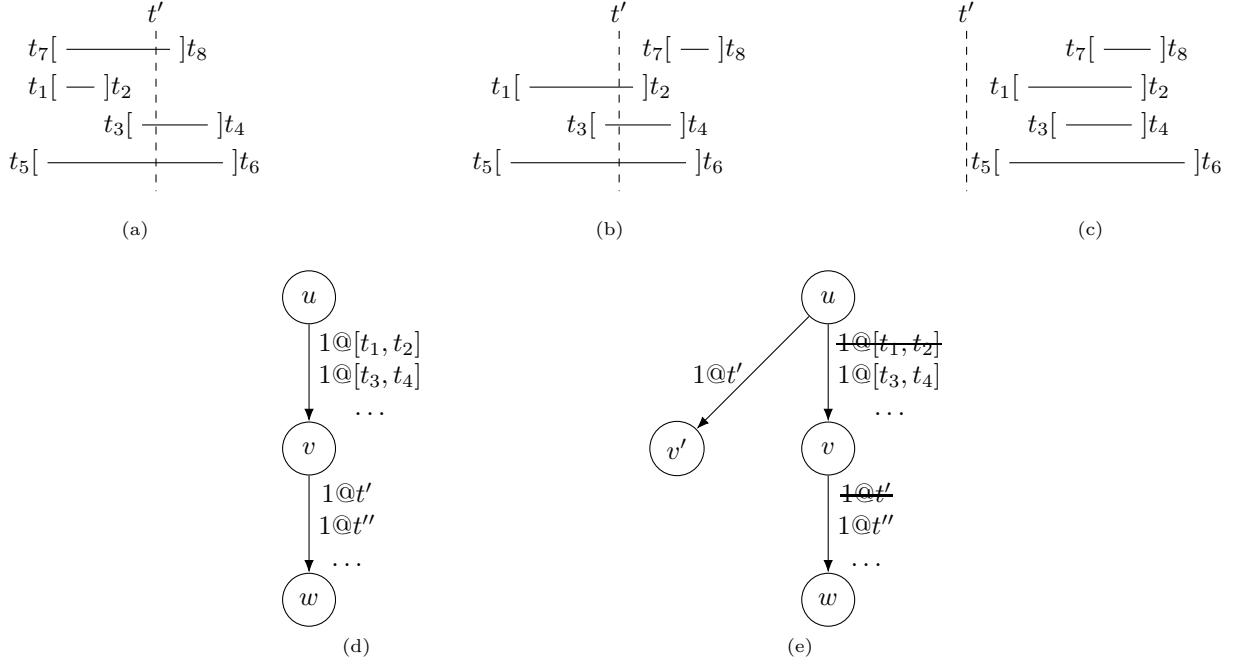 t′ t′ t′
t₇[ ]t₈ t₇[ ]t₈ t₇[ ]t₈
t₁[ ]t₂ t₁[ ]t₂ t₁[ ]t₂
t₃[ ]t₄ t₃[ ]t₄ t₃[ ]t₄
t₅[ ]t₆ t₅[ ]t₆ t₅[ ]t₆
(a) (b) (c)
u u
1@[t₁, t₂] 1@[t₁, t₂]
1@t′ 1@[t₃, t₄] 1@[t₃, t₄]
... ...
v v′ v
1@t′ 1@t′
1@t″ 1@t″
... ...
w w
(d) (e)